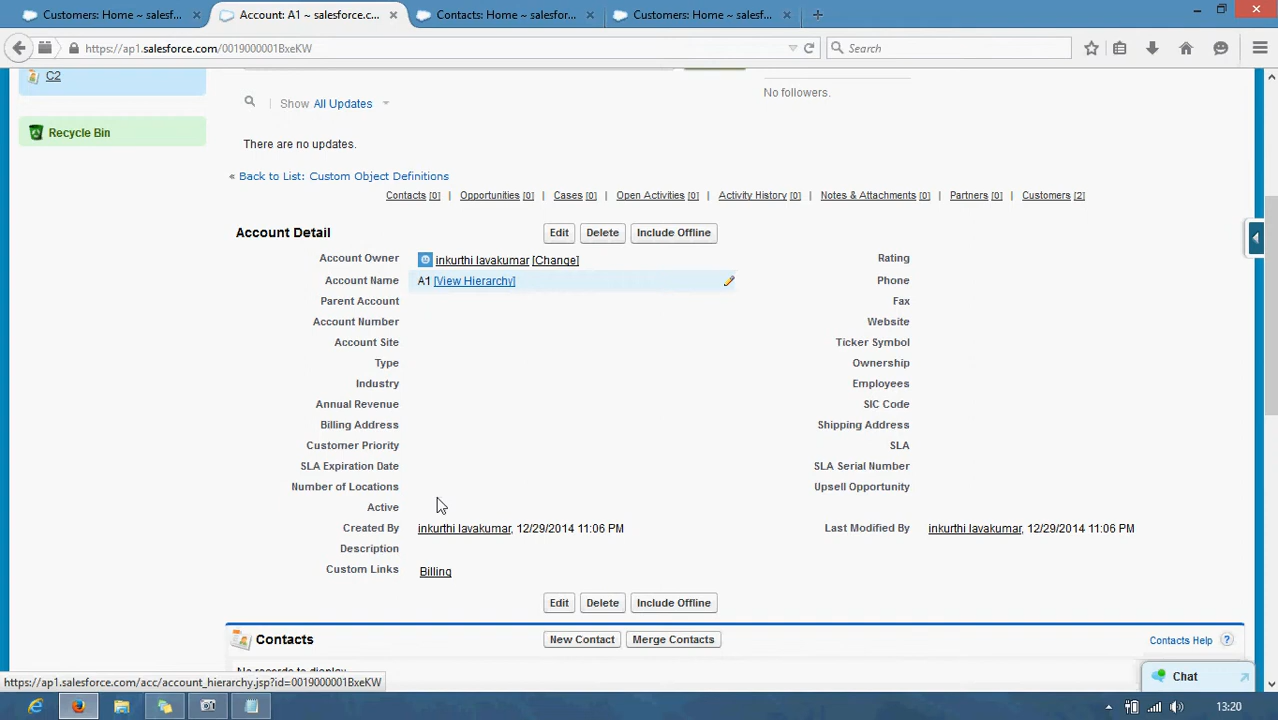 Customers: Home ~ salesforc...
Account: A1 ~ salesforce.c...
Contacts: Home ~ salesfor...
Customers: Home ~ salesf...
https://ap1.salesforce.com/0019000001BxeKW
Search
C2
Recycle Bin
Show All Updates
No followers.
There are no updates.
« Back to List: Custom Object Definitions
Contacts [0] | Opportunities [0] | Cases [0] | Open Activities [0] | Activity History [0] | Notes & Attachments [0] | Partners [0] | Customers [2]
Account Detail
Edit Delete Include Offline
Account Owner inkurthi lavakumar [Change]
Rating
Account Name A1 [View Hierarchy]
Phone
Parent Account
Fax
Account Number
Website
Account Site
Ticker Symbol
Type
Ownership
Industry
Employees
Annual Revenue
SIC Code
Billing Address
Shipping Address
Customer Priority
SLA
SLA Expiration Date
SLA Serial Number
Number of Locations
Upsell Opportunity
Active
Created By inkurthi lavakumar, 12/29/2014 11:06 PM
Last Modified By inkurthi lavakumar, 12/29/2014 11:06 PM
Description
Custom Links Billing
Edit Delete Include Offline
Contacts
New Contact Merge Contacts
Contacts Help ?
No records to display
https://ap1.salesforce.com/acc/account_hierarchy.jsp?id=0019000001BxeKW
Chat
13:20